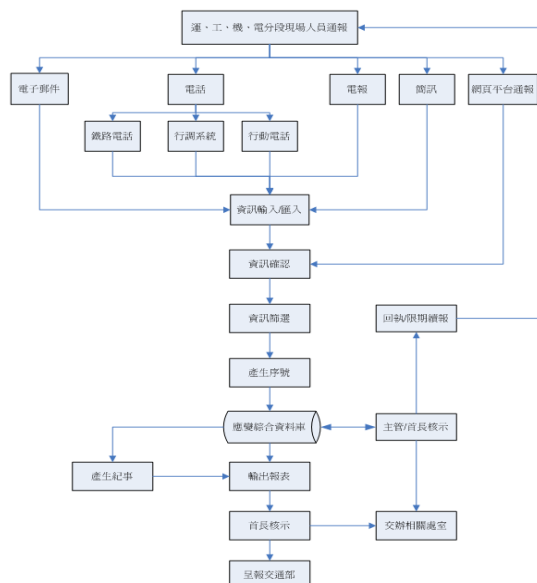 運、工、機、電分段現場人員通報
電子郵件
電話
電報
簡訊
網頁平台通報
鐵路電話
行調系統
行動電話
資訊輸入/匯入
資訊確認
資訊篩選
回執/限期續報
產生序號
應變綜合資料庫
主管/首長核示
產生紀事
輸出報表
首長核示
交辦相關處室
呈報交通部